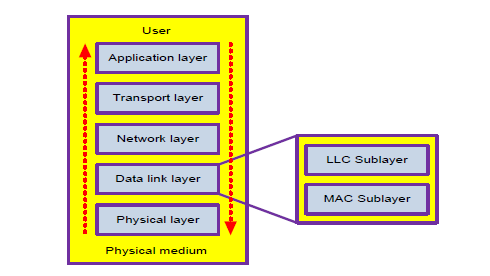 User
Application layer
Transport layer
Network layer
Data link layer
Physical layer
Physical medium
LLC Sublayer
MAC Sublayer